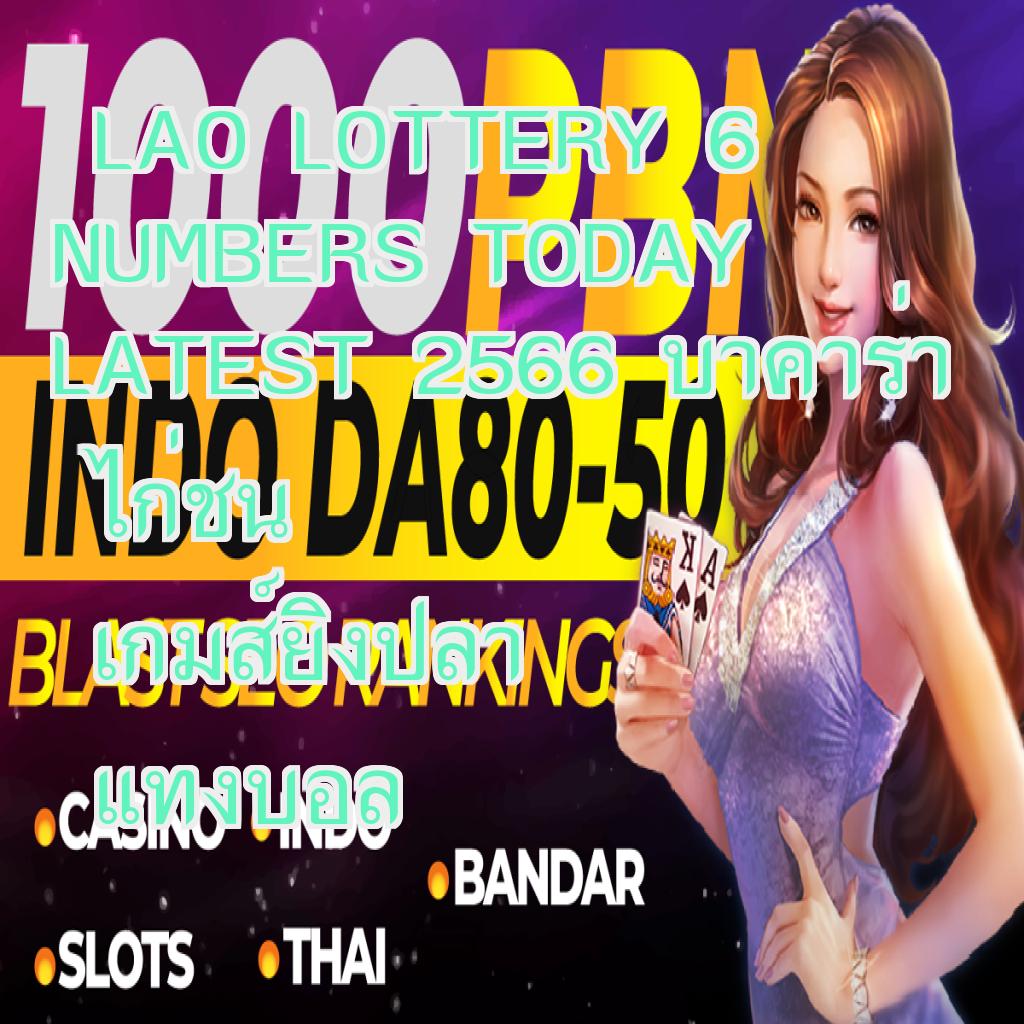 1000 PBN
LAO LOTTERY 6
NUMBERS TODAY
LATEST 2566 บาคาร่า
INDO DA80-50
ไก่ชน
เกมส์ยิงปลา
BLAST SEO RANKINGS
แทงบอล
CASINO
INDO
BANDAR
SLOTS
THAI
K
A